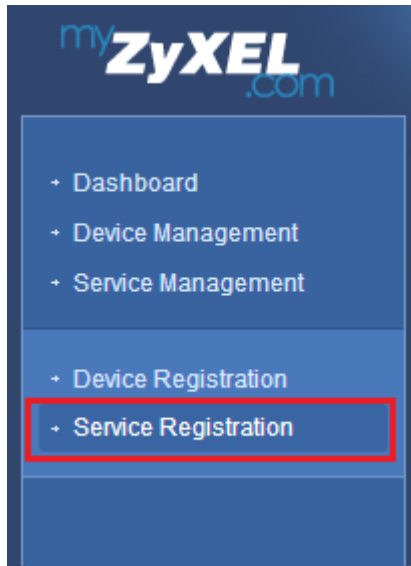 myZyXEL
.com
Dashboard
Device Management
Service Management
Device Registration
Service Registration